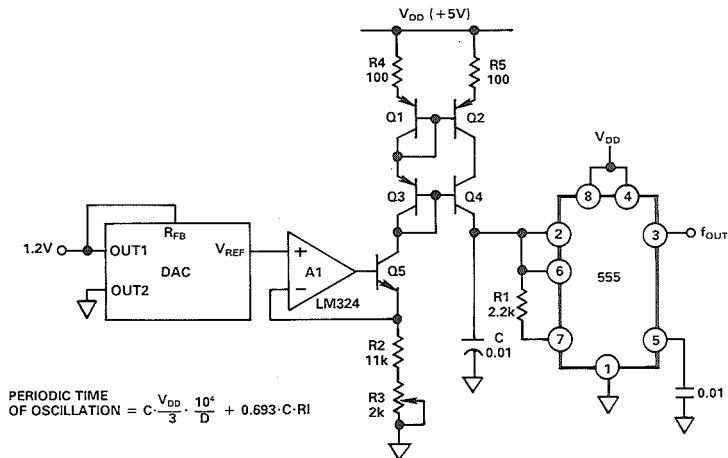 V_DD (+5V)
R4
100
R5
100
Q1
Q2
Q3
Q4
V_DD
8
4
1.2V
OUT1
R_FB
DAC
V_REF
OUT2
+
A1
−
LM324
Q5
2
6
7
3
5
1
555
f_OUT
R1
2.2k
C
0.01
0.01
R2
11k
R3
2k
PERIODIC TIME
OF OSCILLATION = C·V_DD/3 · 10⁴/D + 0.693·C·RI